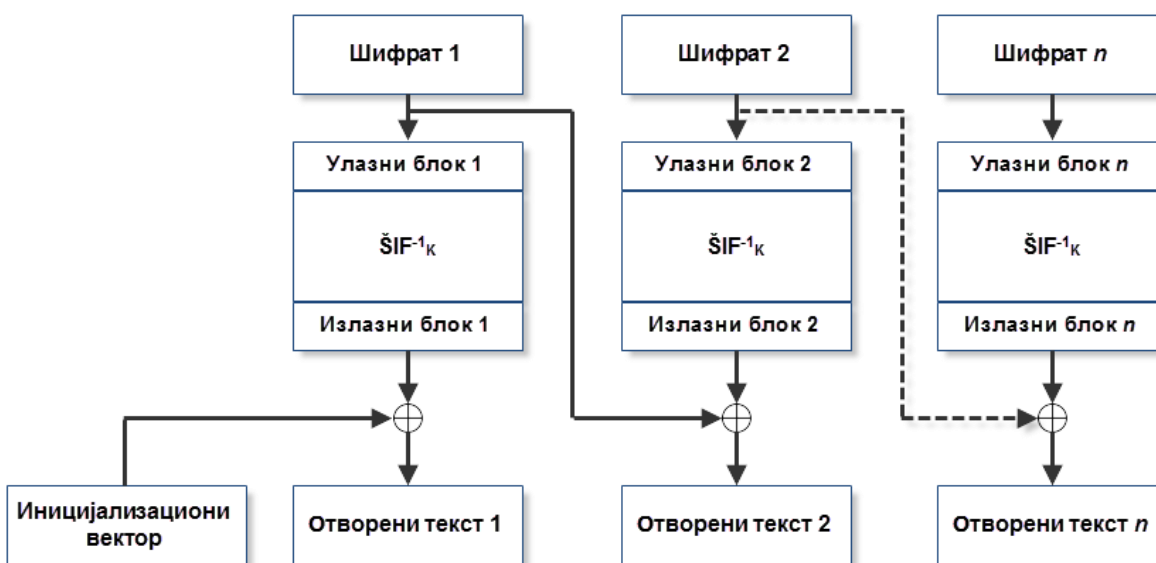 Шифрат 1
Шифрат 2
Шифрат n
Улазни блок 1
Улазни блок 2
Улазни блок n
ŠIF-1K
ŠIF-1K
ŠIF-1K
Излазни блок 1
Излазни блок 2
Излазни блок n
Иницијализациони
вектор
Отворени текст 1
Отворени текст 2
Отворени текст n